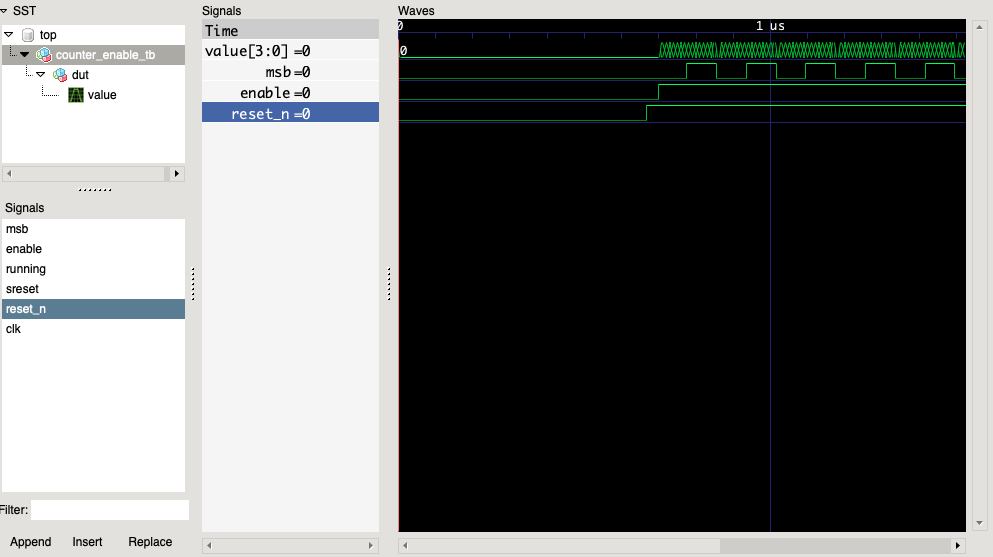 SST
top
counter_enable_tb
dut
value
Signals
msb
enable
running
sreset
reset_n
clk
Filter:
Append Insert Replace
Signals
Time
value[3:0] =0
msb =0
enable =0
reset_n =0
Waves
0 1 us
0